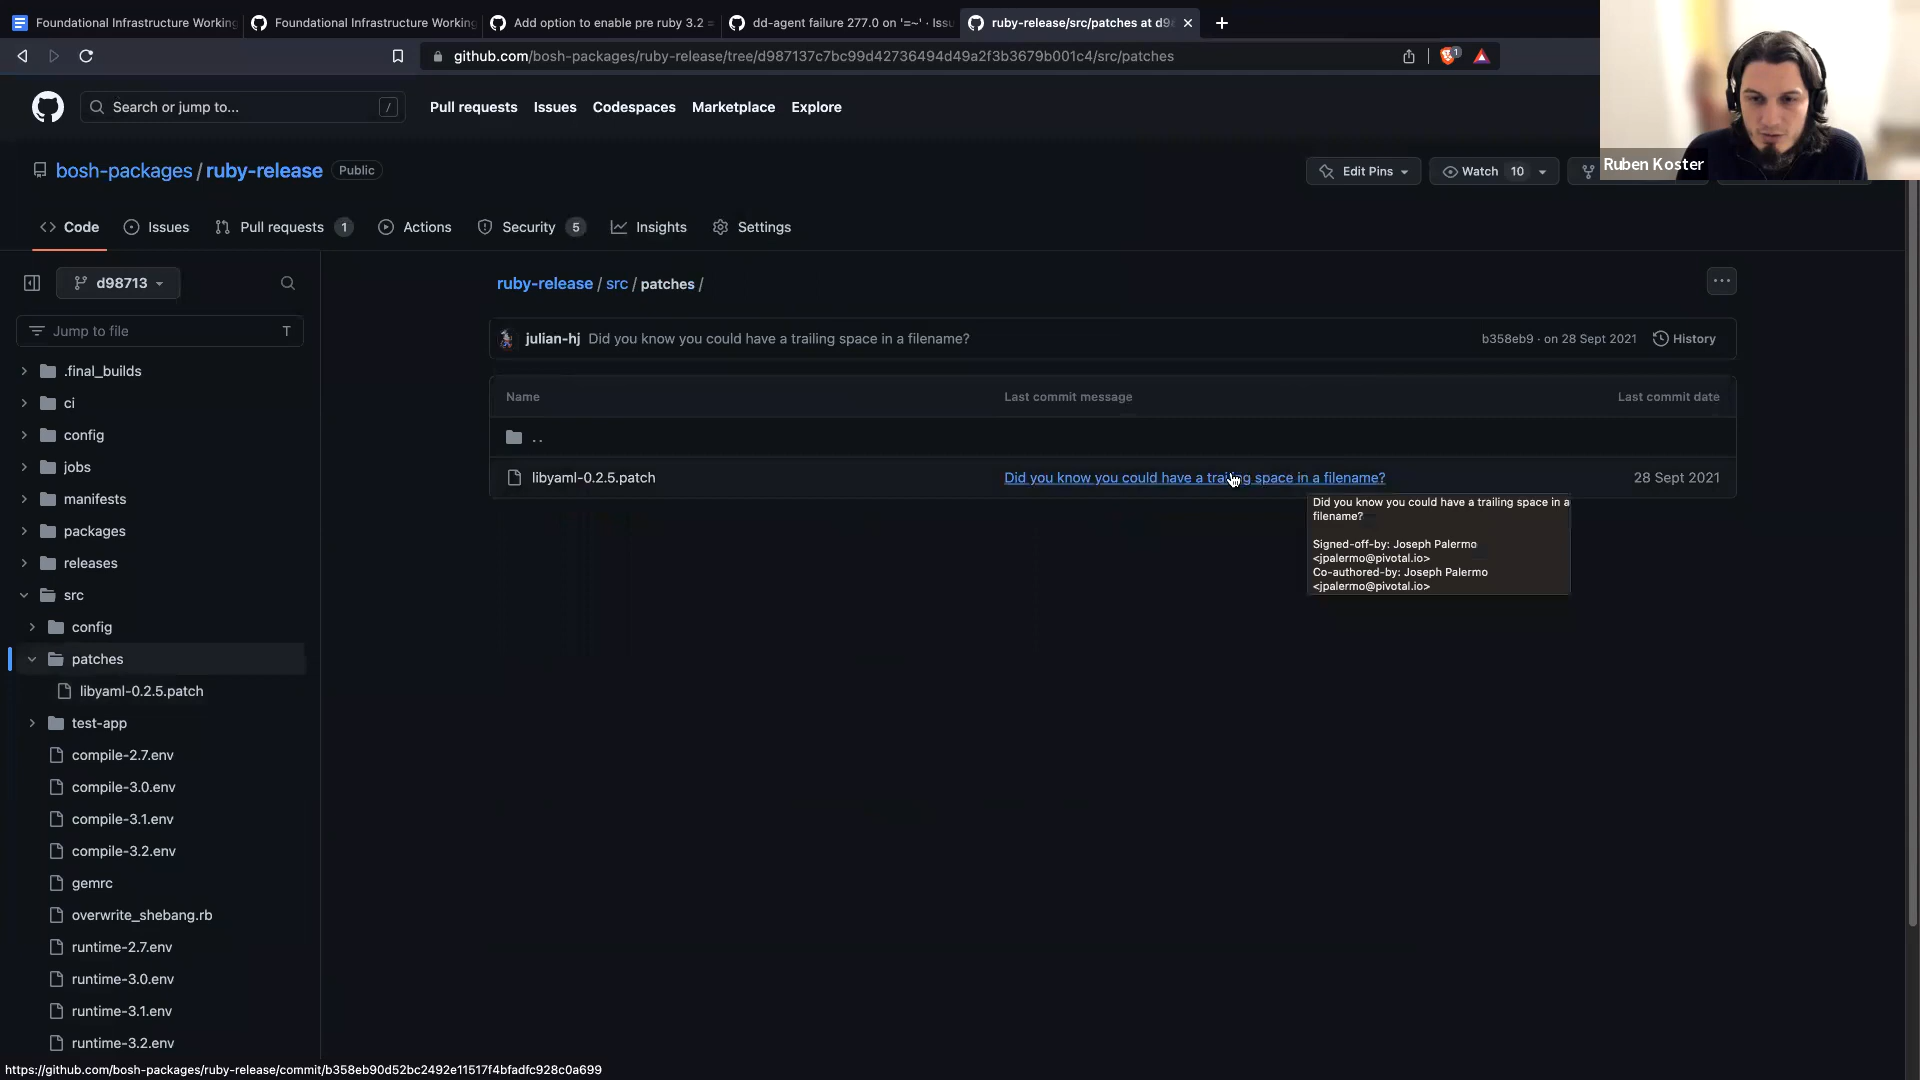 Foundational Infrastructure Working
Foundational Infrastructure Working
Add option to enable pre ruby 3.2 =
dd-agent failure 277.0 on '=~' · Issu
ruby-release/src/patches at d98
github.com/bosh-packages/ruby-release/tree/d987137c7bc99d42736494d49a2f3b3679b001c4/src/patches
1
Search or jump to...
/
Pull requests
Issues
Codespaces
Marketplace
Explore
Ruben Koster
bosh-packages / ruby-release
Public
Edit Pins
Watch 10
Code
Issues
Pull requests 1
Actions
Security 5
Insights
Settings
d98713
ruby-release / src / patches /
...
Jump to file
T
julian-hj Did you know you could have a trailing space in a filename?
b358eb9 · on 28 Sept 2021
History
Name
Last commit message
Last commit date
. .
libyaml-0.2.5.patch
Did you know you could have a trailing space in a filename?
28 Sept 2021
Did you know you could have a trailing space in a
filename?
Signed-off-by: Joseph Palermo
<jpalermo@pivotal.io>
Co-authored-by: Joseph Palermo
<jpalermo@pivotal.io>
.final_builds
ci
config
jobs
manifests
packages
releases
src
config
patches
libyaml-0.2.5.patch
test-app
compile-2.7.env
compile-3.0.env
compile-3.1.env
compile-3.2.env
gemrc
overwrite_shebang.rb
runtime-2.7.env
runtime-3.0.env
runtime-3.1.env
runtime-3.2.env
https://github.com/bosh-packages/ruby-release/commit/b358eb90d52bc2492e11517f4bfadfc928c0a699